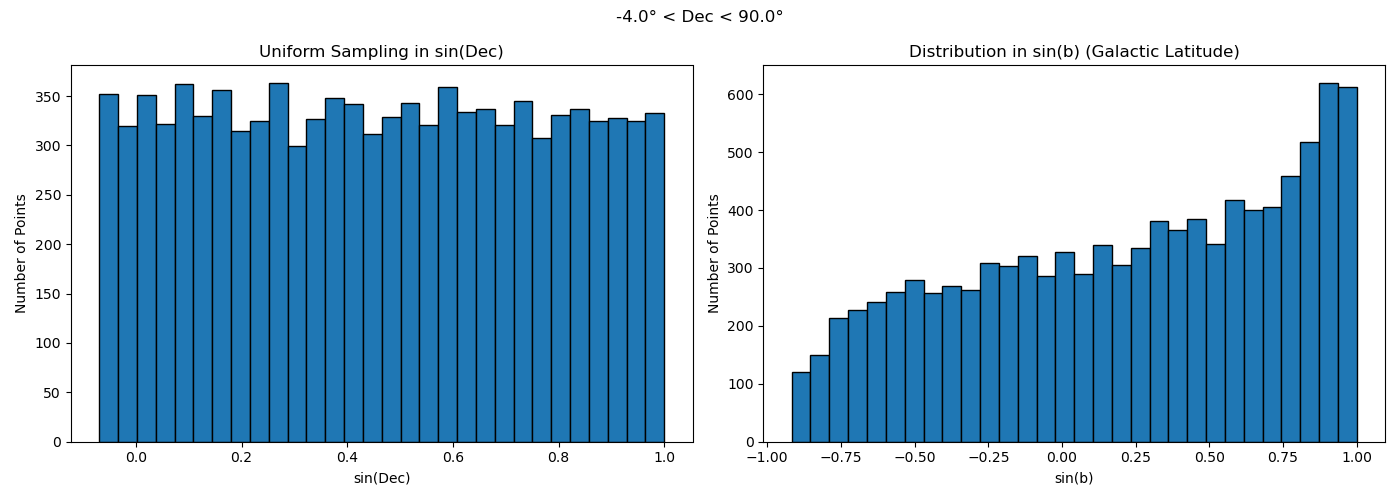 -4.0° < Dec < 90.0°
Uniform Sampling in sin(Dec)
Number of Points
350
300
250
200
150
100
50
0
0.0 0.2 0.4 0.6 0.8 1.0
sin(Dec)
Distribution in sin(b) (Galactic Latitude)
Number of Points
600
500
400
300
200
100
0
−1.00 −0.75 −0.50 −0.25 0.00 0.25 0.50 0.75 1.00
sin(b)